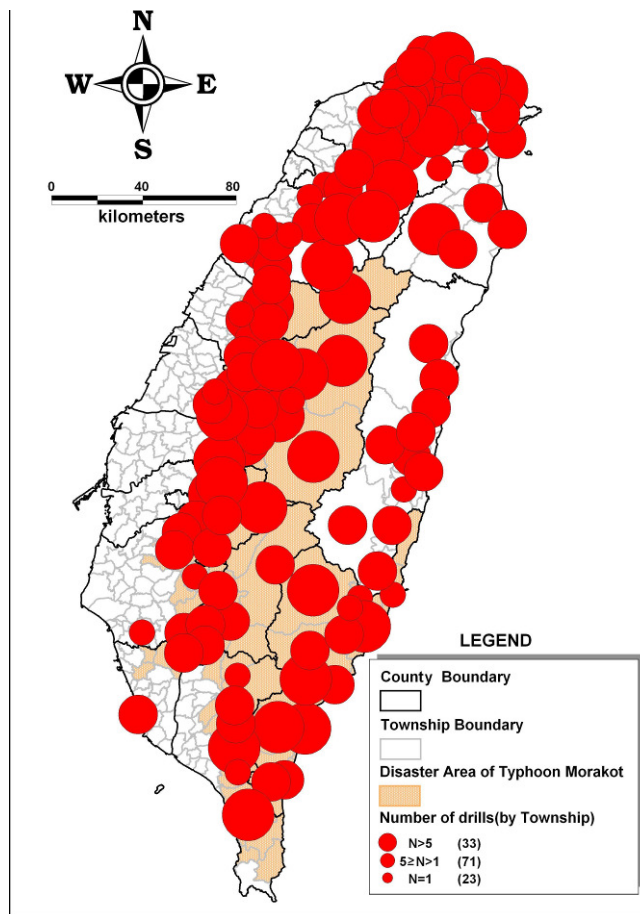 N
W E
S
0 40 80
kilometers
LEGEND
County Boundary
Township Boundary
Disaster Area of Typhoon Morakot
Number of drills(by Township)
N>5 (33)
5≥N>1 (71)
N=1 (23)